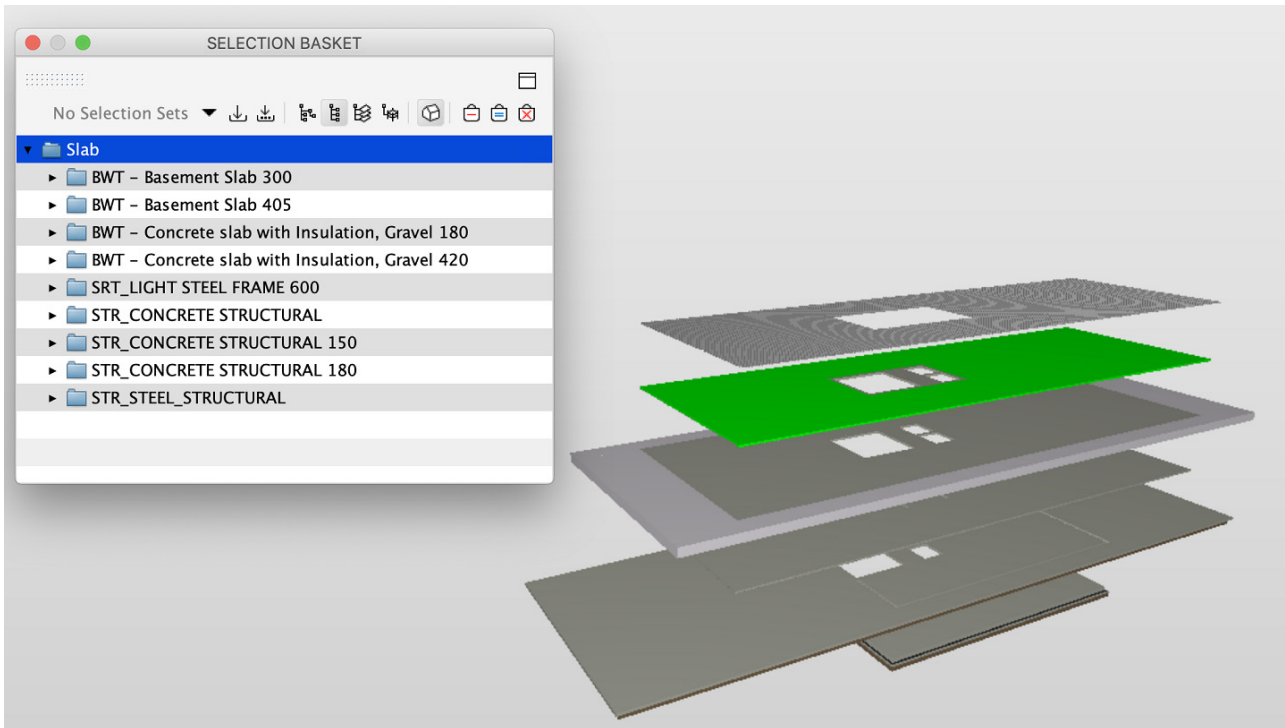 SELECTION BASKET
No Selection Sets
Slab
BWT – Basement Slab 300
BWT – Basement Slab 405
BWT – Concrete slab with Insulation, Gravel 180
BWT – Concrete slab with Insulation, Gravel 420
SRT_LIGHT STEEL FRAME 600
STR_CONCRETE STRUCTURAL
STR_CONCRETE STRUCTURAL 150
STR_CONCRETE STRUCTURAL 180
STR_STEEL_STRUCTURAL